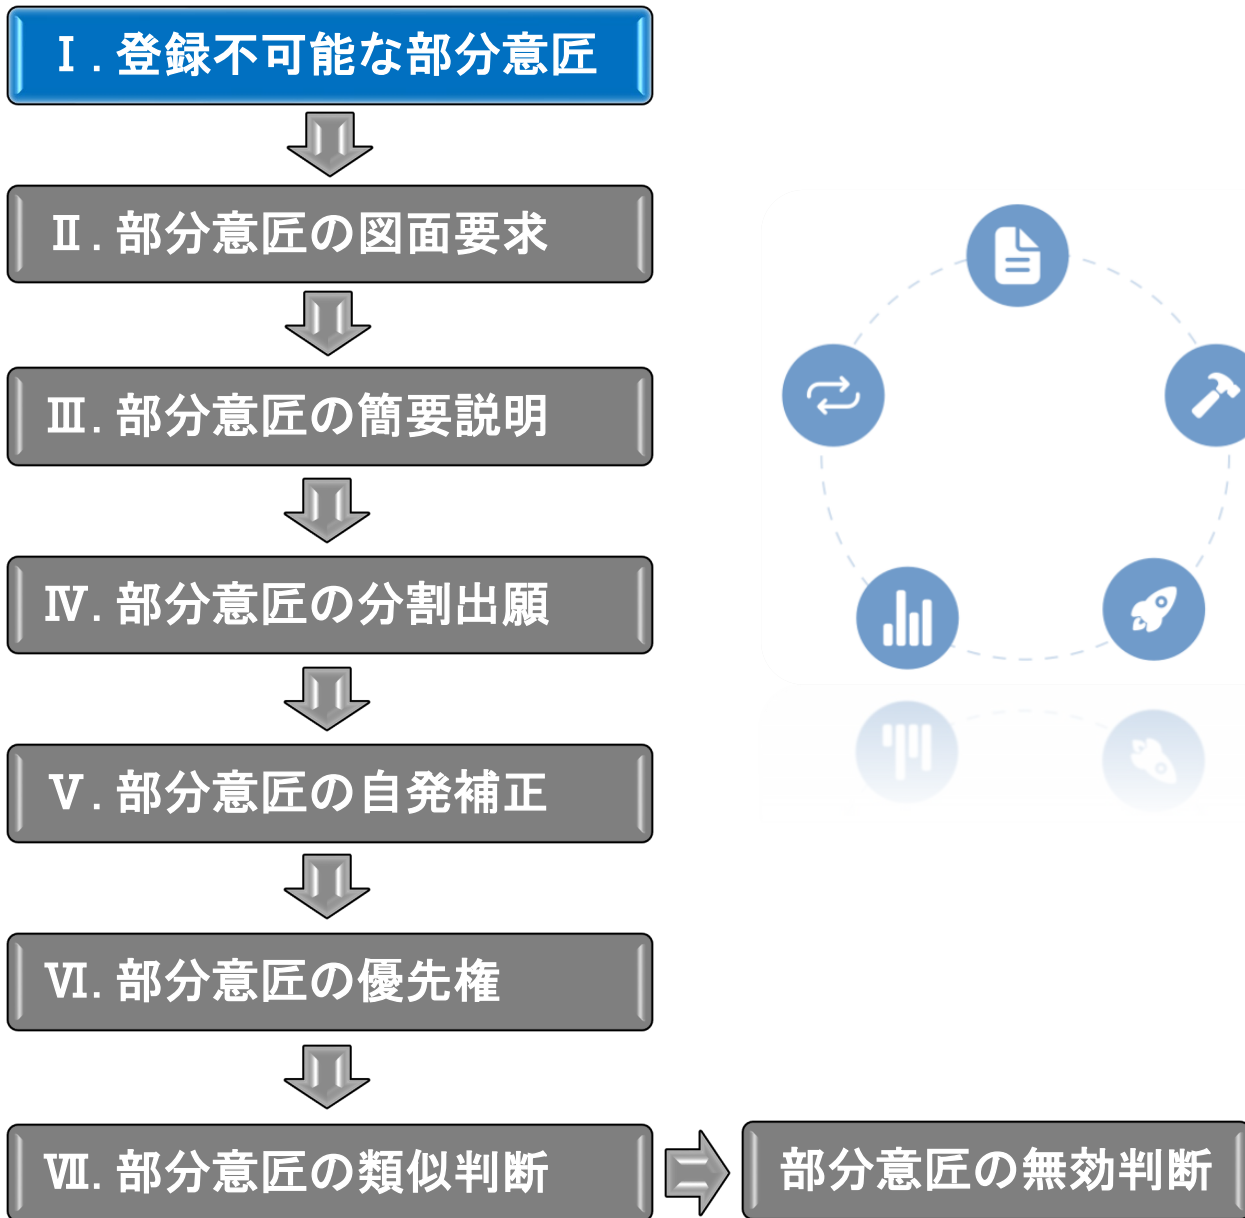 Ⅰ.登録不可能な部分意匠
Ⅱ.部分意匠の図面要求
Ⅲ.部分意匠の簡要説明
Ⅳ.部分意匠の分割出願
Ⅴ.部分意匠の自発補正
Ⅵ.部分意匠の優先権
Ⅶ.部分意匠の類似判断
部分意匠の無効判断